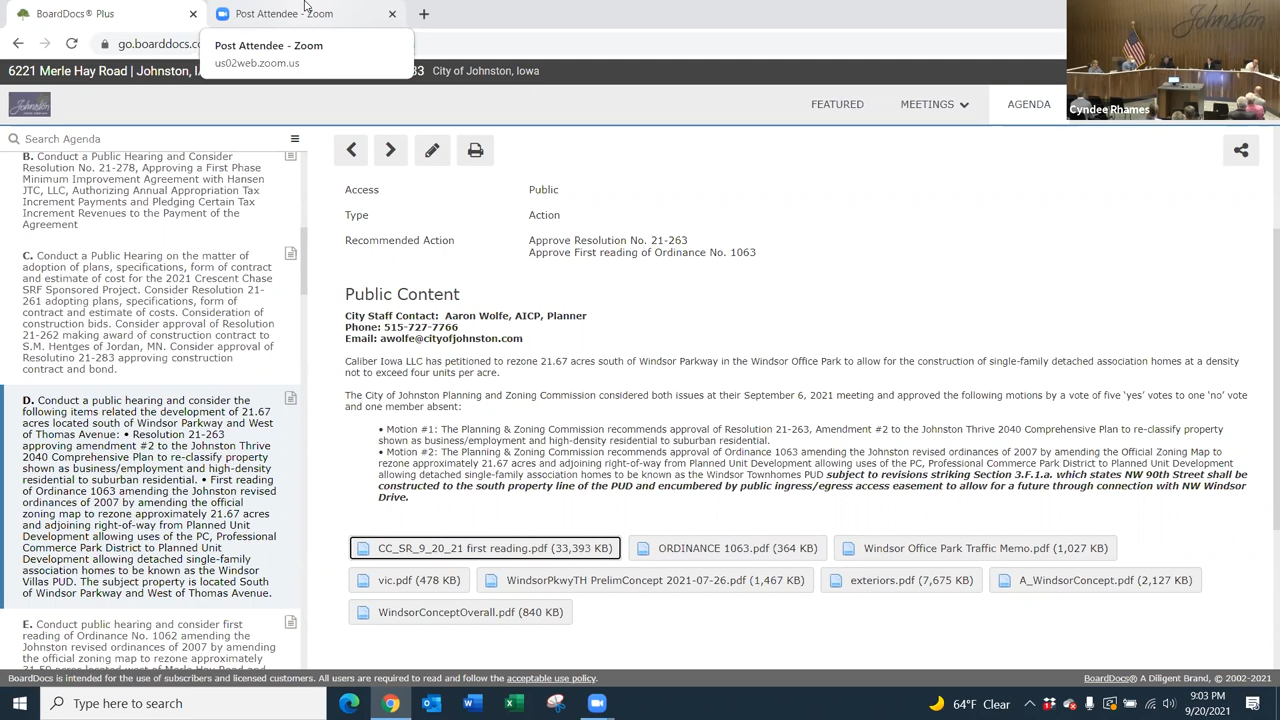 BoardDocs® Plus
Post Attendee - Zoom
go.boarddocs.co
Post Attendee - Zoom
us02web.zoom.us
Johnston
Cyndee Rhames
6221 Merle Hay Road | Johnston, IA
City of Johnston, Iowa
Johnston
FEATURED
MEETINGS
AGENDA
Search Agenda
B. Conduct a Public Hearing and Consider
Resolution No. 21-278, Approving a First Phase
Minimum Improvement Agreement with Hansen
JTC, LLC, Authorizing Annual Appropriation Tax
Increment Payments and Pledging Certain Tax
Increment Revenues to the Payment of the
Agreement
C. Conduct a Public Hearing on the matter of
adoption of plans, specifications, form of contract
and estimate of cost for the 2021 Crescent Chase
SRF Sponsored Project. Consider Resolution 21-
261 adopting plans, specifications, form of
contract and estimate of costs. Consideration of
construction bids. Consider approval of Resolution
21-262 making award of construction contract to
S.M. Hentges of Jordan, MN. Consider approval of
Resolutino 21-283 approving construction
contract and bond.
D. Conduct a public hearing and consider the
following items related the development of 21.67
acres located south of Windsor Parkway and West
of Thomas Avenue: • Resolution 21-263
approving amendment #2 to the Johnston Thrive
2040 Comprehensive Plan to re-classify property
shown as business/employment and high-density
residential to suburban residential. • First reading
of Ordinance 1063 amending the Johnston revised
ordinances of 2007 by amending the official
zoning map to rezone approximately 21.67 acres
and adjoining right-of-way from Planned Unit
Development allowing uses of the PC, Professional
Commerce Park District to Planned Unit
Development allowing detached single-family
association homes to be known as the Windsor
Villas PUD. The subject property is located South
of Windsor Parkway and West of Thomas Avenue.
E. Conduct public hearing and consider first
reading of Ordinance No. 1062 amending the
Johnston revised ordinances of 2007 by amending
the official zoning map to rezone approximately
Access
Public
Type
Action
Recommended Action
Approve Resolution No. 21-263
Approve First reading of Ordinance No. 1063
Public Content
City Staff Contact: Aaron Wolfe, AICP, Planner
Phone: 515-727-7766
Email: awolfe@cityofjohnston.com
Caliber Iowa LLC has petitioned to rezone 21.67 acres south of Windsor Parkway in the Windsor Office Park to allow for the construction of single-family detached association homes at a density
not to exceed four units per acre.
The City of Johnston Planning and Zoning Commission considered both issues at their September 6, 2021 meeting and approved the following motions by a vote of five 'yes' votes to one 'no' vote
and one member absent:
• Motion #1: The Planning & Zoning Commission recommends approval of Resolution 21-263, Amendment #2 to the Johnston Thrive 2040 Comprehensive Plan to re-classify property
shown as business/employment and high-density residential to suburban residential.
• Motion #2: The Planning & Zoning Commission recommends approval of Ordinance 1063 amending the Johnston revised ordinances of 2007 by amending the Official Zoning Map to
rezone approximately 21.67 acres and adjoining right-of-way from Planned Unit Development allowing uses of the PC, Professional Commerce Park District to Planned Unit Development
allowing detached single-family association homes to be known as the Windsor Townhomes PUD subject to revisions striking Section 3.F.1.a. which states NW 90th Street shall be
constructed to the south property line of the PUD and encumbered by public ingress/egress access easement to allow for a future through connection with NW Windsor
Drive.
CC_SR_9_20_21 first reading.pdf (33,393 KB)
ORDINANCE 1063.pdf (364 KB)
Windsor Office Park Traffic Memo.pdf (1,027 KB)
vic.pdf (478 KB)
WindsorPkwyTH PrelimConcept 2021-07-26.pdf (1,467 KB)
exteriors.pdf (7,675 KB)
A_WindsorConcept.pdf (2,127 KB)
WindsorConceptOverall.pdf (840 KB)
BoardDocs is intended for the use of subscribers and licensed customers. All users are required to read and follow the acceptable use policy.
BoardDocs® A Diligent Brand, © 2002-2021
Type here to search
64°F Clear
9:03 PM
9/20/2021